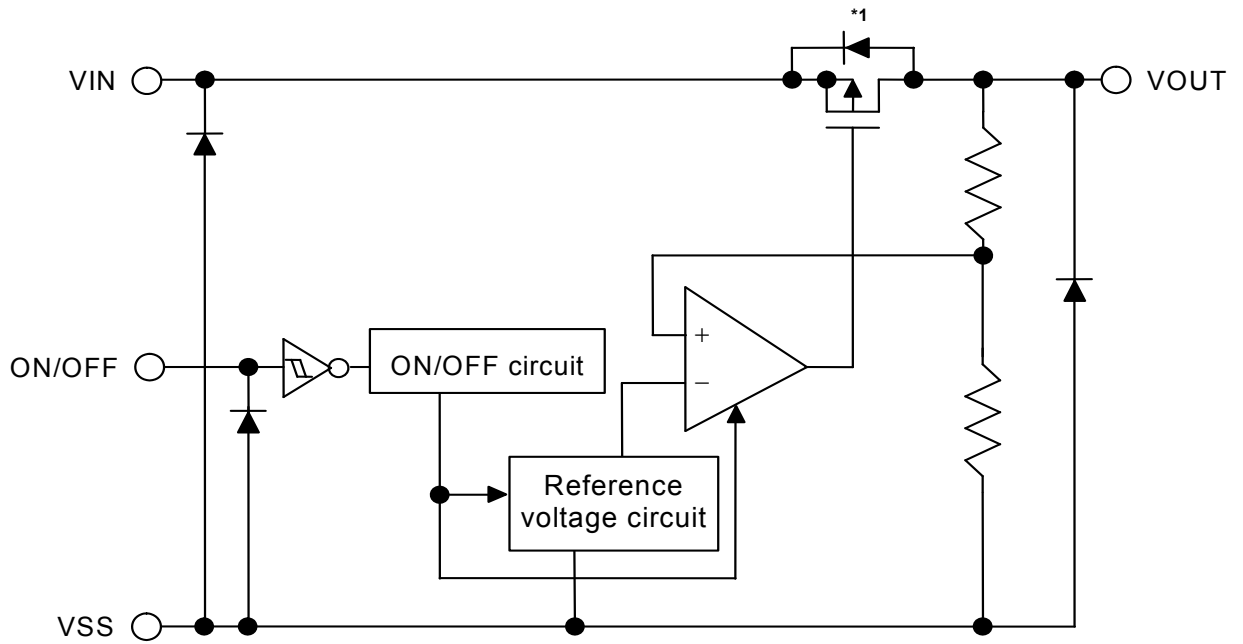 *1
VIN
VOUT
+
−
ON/OFF
ON/OFF circuit
Reference
voltage circuit
VSS